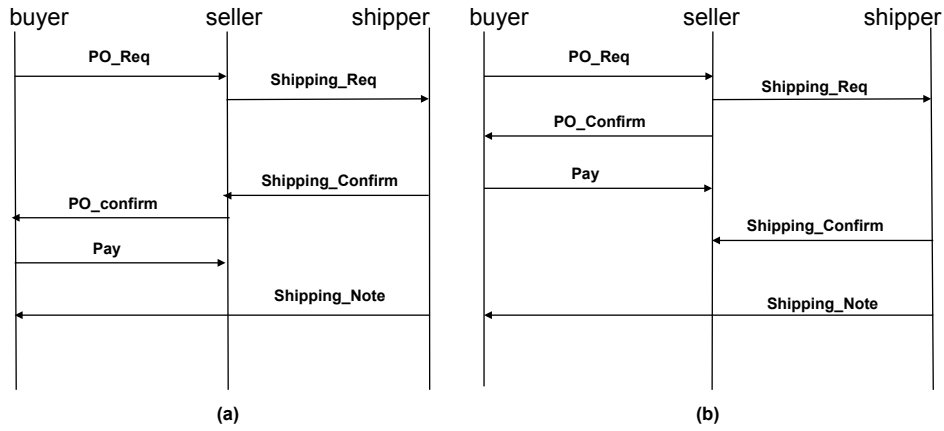 buyer seller shipper
PO_Req
Shipping_Req
Shipping_Confirm
PO_confirm
Pay
Shipping_Note
(a)
buyer seller shipper
PO_Req
Shipping_Req
PO_Confirm
Pay
Shipping_Confirm
Shipping_Note
(b)